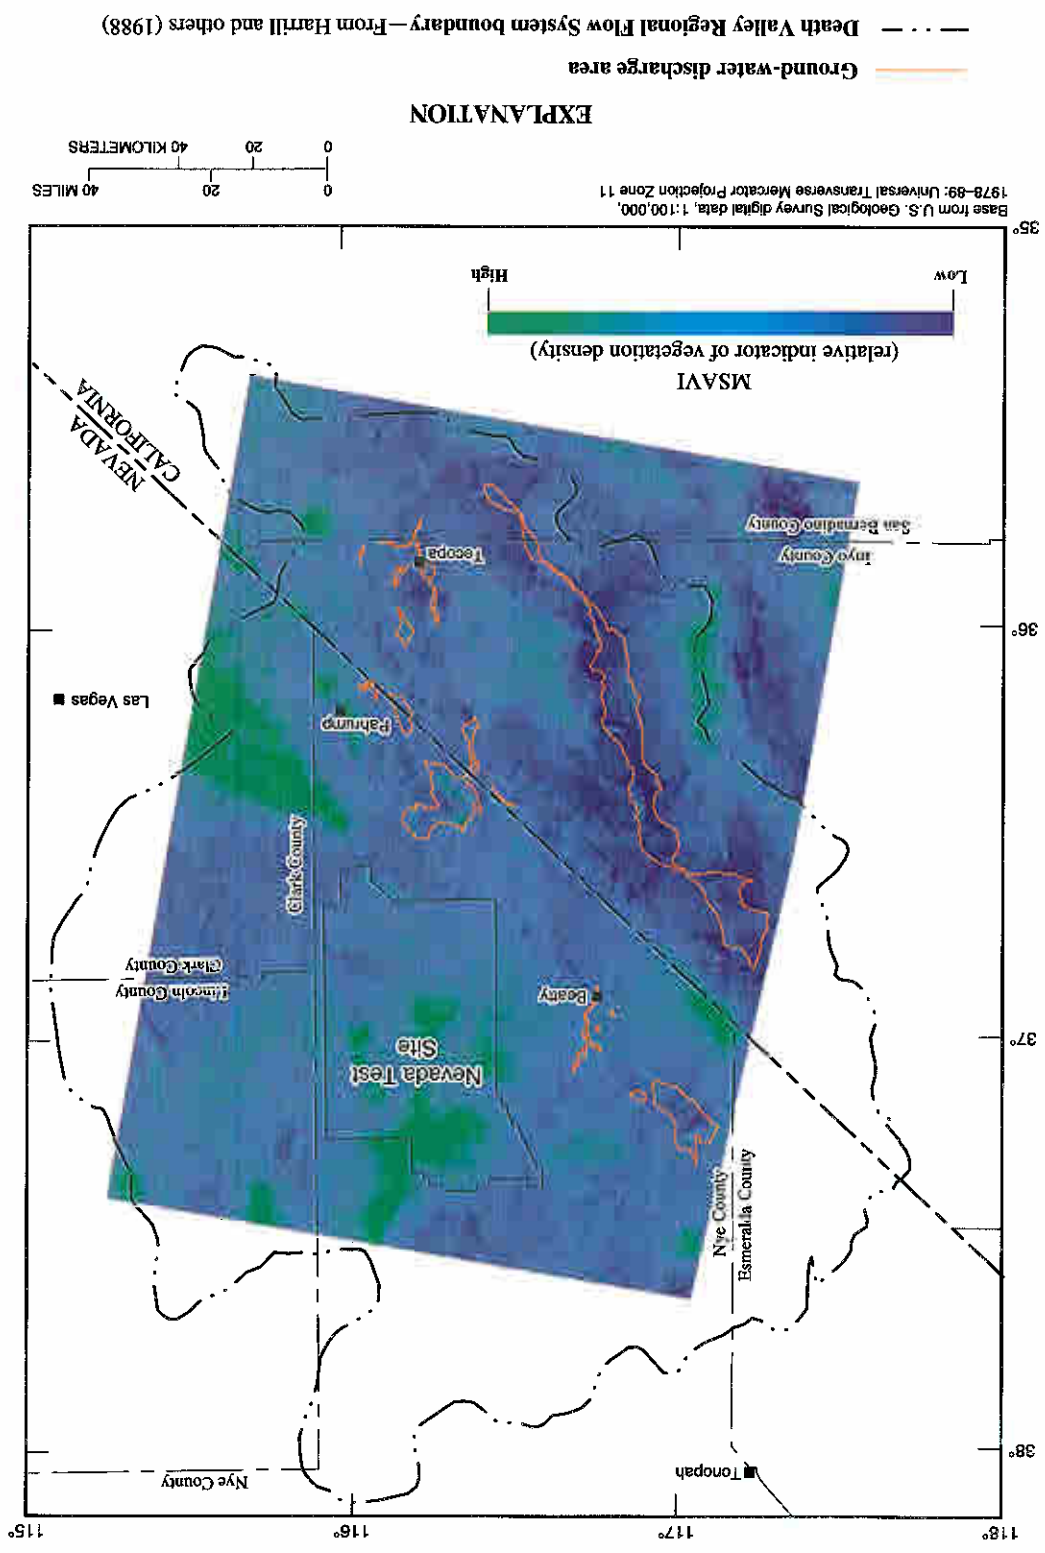 118°
117°
116°
115°
Tonopah
Nye County
38°
Nye County
Esmeralda County
Nevada Test
Site
37°
Beatty
Lincoln County
Clark County
Clark County
Pahrump
Las Vegas
36°
Inyo County
San Bernadino County
Tecopa
NEVADA
CALIFORNIA
MSAVI
(relative indicator of vegetation density)
Low
High
35°
Base from U.S. Geological Survey digital data, 1:100,000,
1978–89: Universal Transverse Mercator Projection Zone 11
0 20 40 MILES
0 20 40 KILOMETERS
EXPLANATION
Ground-water discharge area
Death Valley Regional Flow System boundary—From Harrill and others (1988)